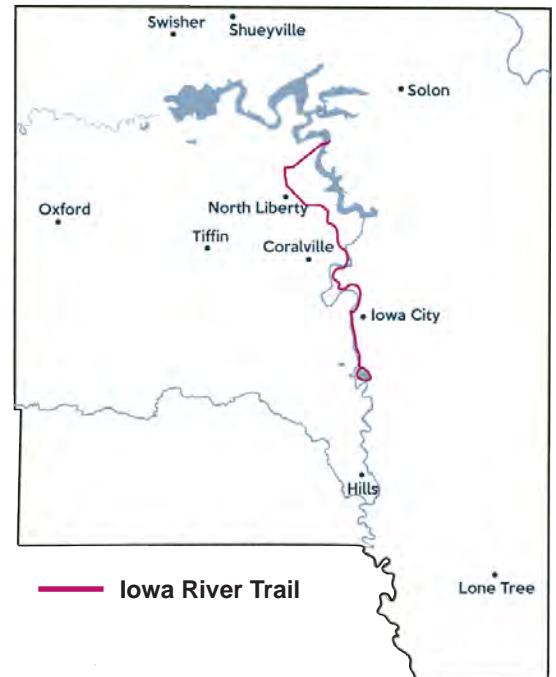 Swisher
Shueyville
Solon
North Liberty
Oxford
Tiffin
Coralville
Iowa City
Hills
Iowa River Trail
Lone Tree